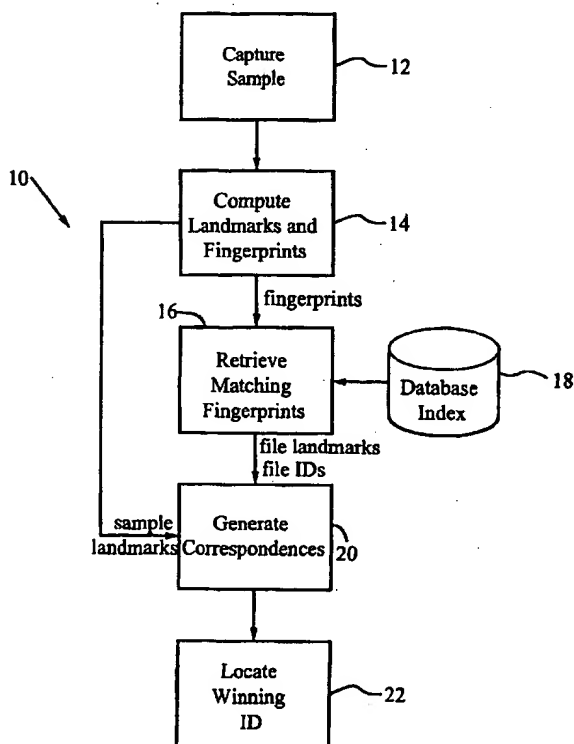 Capture
Sample
12
10
Compute
Landmarks and
Fingerprints
14
fingerprints
16
Retrieve
Matching
Fingerprints
Database
Index
18
file landmarks
file IDs
sample
landmarks
Generate
Correspondences
20
Locate
Winning
ID
22